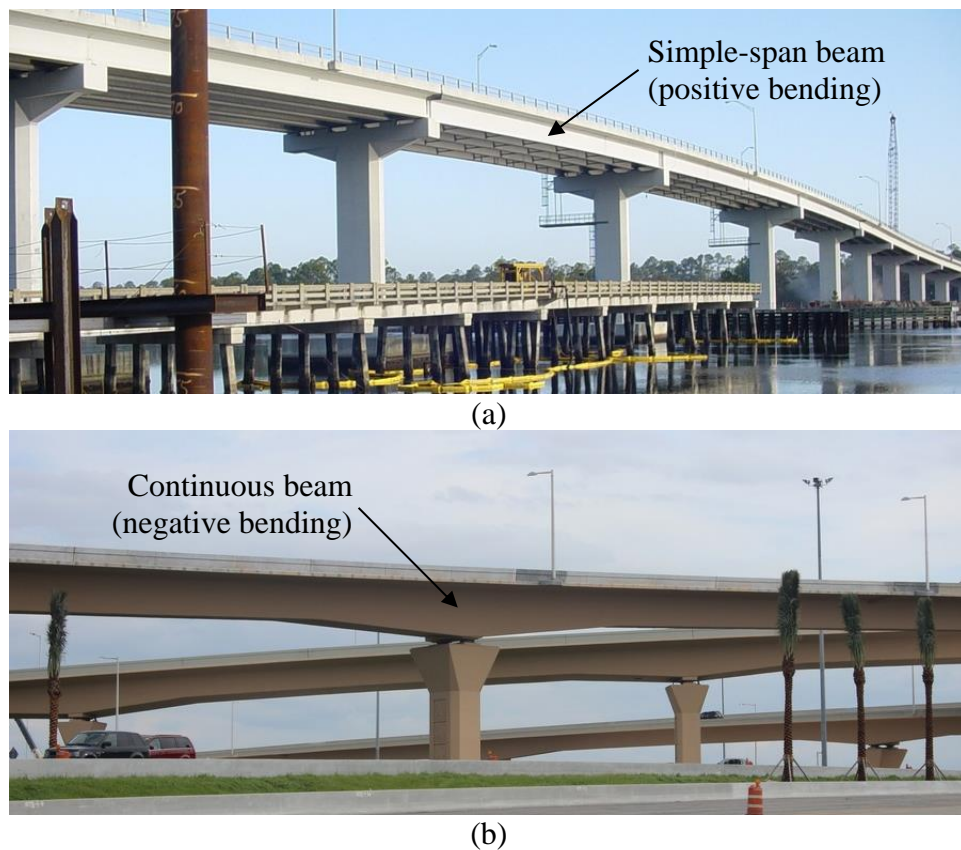 Simple-span beam
(positive bending)
(a)
Continuous beam
(negative bending)
(b)